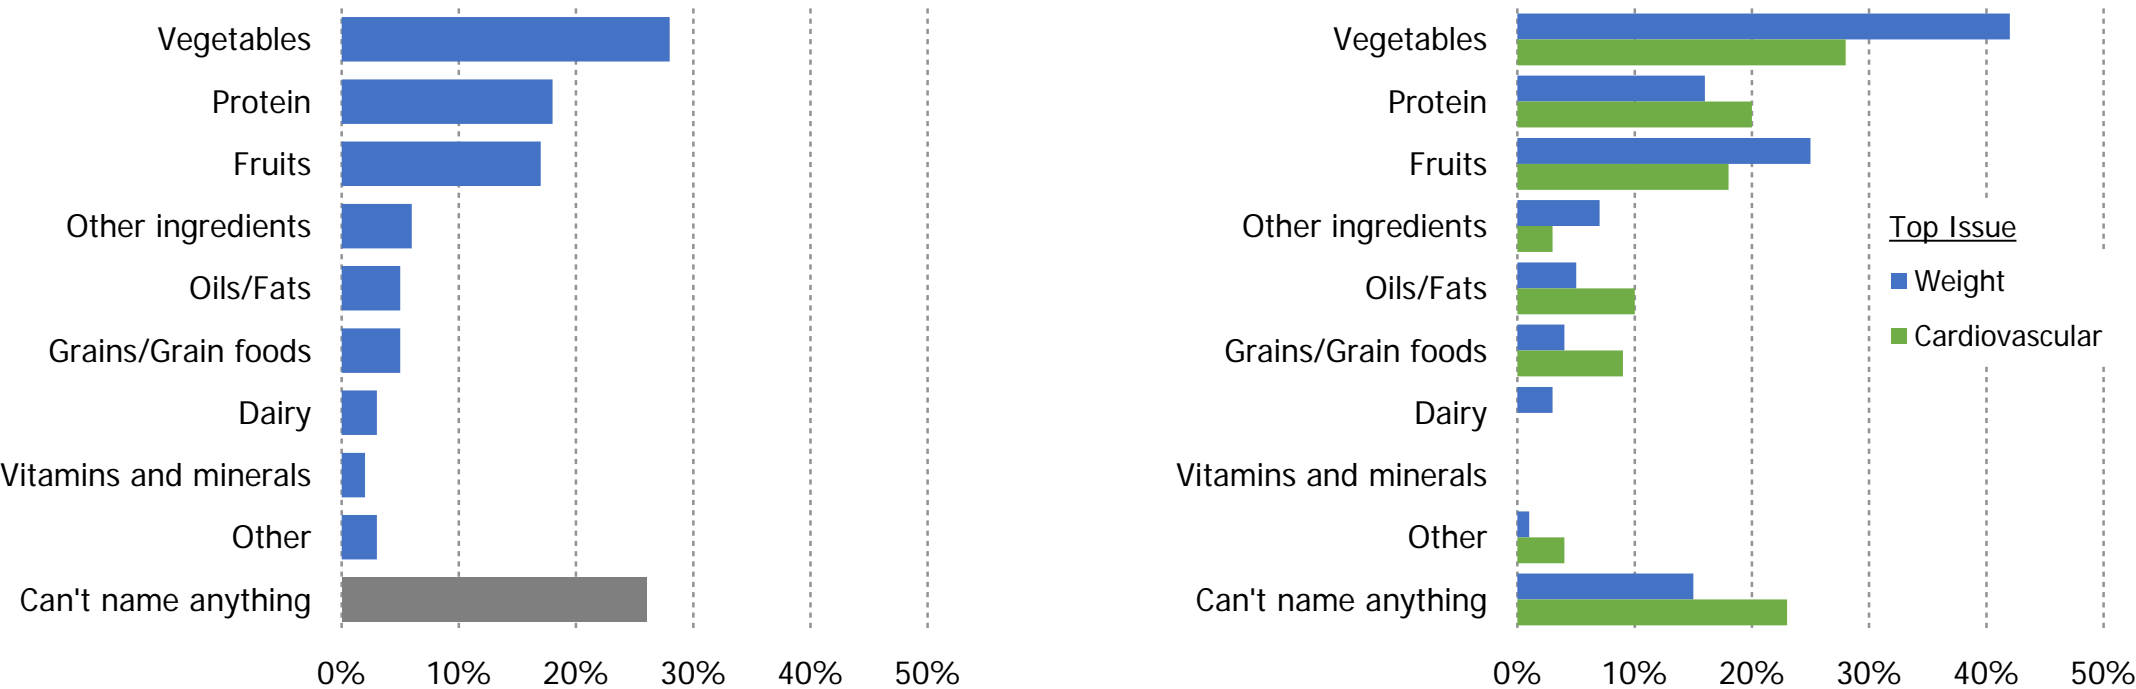 Vegetables
Protein
Fruits
Other ingredients
Oils/Fats
Grains/Grain foods
Dairy
Vitamins and minerals
Other
Can't name anything
0% 10% 20% 30% 40% 50%
Vegetables
Protein
Fruits
Other ingredients
Oils/Fats
Grains/Grain foods
Dairy
Vitamins and minerals
Other
Can't name anything
0% 10% 20% 30% 40% 50%
Top Issue
Weight
Cardiovascular